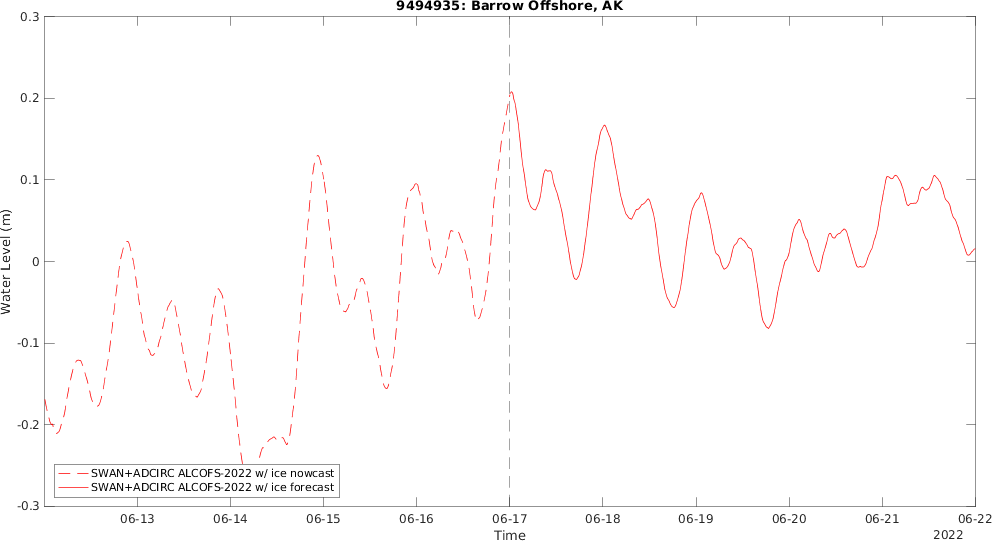 9494935: Barrow Offshore, AK
Water Level (m)
0.3
0.2
0.1
0
-0.1
-0.2
-0.3
SWAN+ADCIRC ALCOFS-2022 w/ ice nowcast
SWAN+ADCIRC ALCOFS-2022 w/ ice forecast
06-13 06-14 06-15 06-16 06-17 06-18 06-19 06-20 06-21 06-22
Time
2022